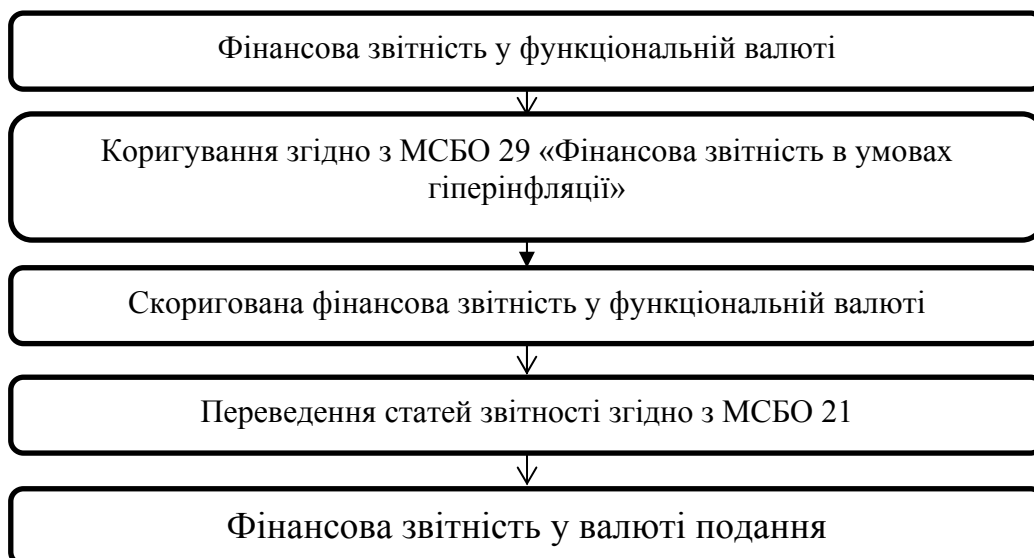 Фінансова звітність у функціональній валюті
Коригування згідно з МСБО 29 «Фінансова звітність в умовах
гіперінфляції»
Скоригована фінансова звітність у функціональній валюті
Переведення статей звітності згідно з МСБО 21
Фінансова звітність у валюті подання